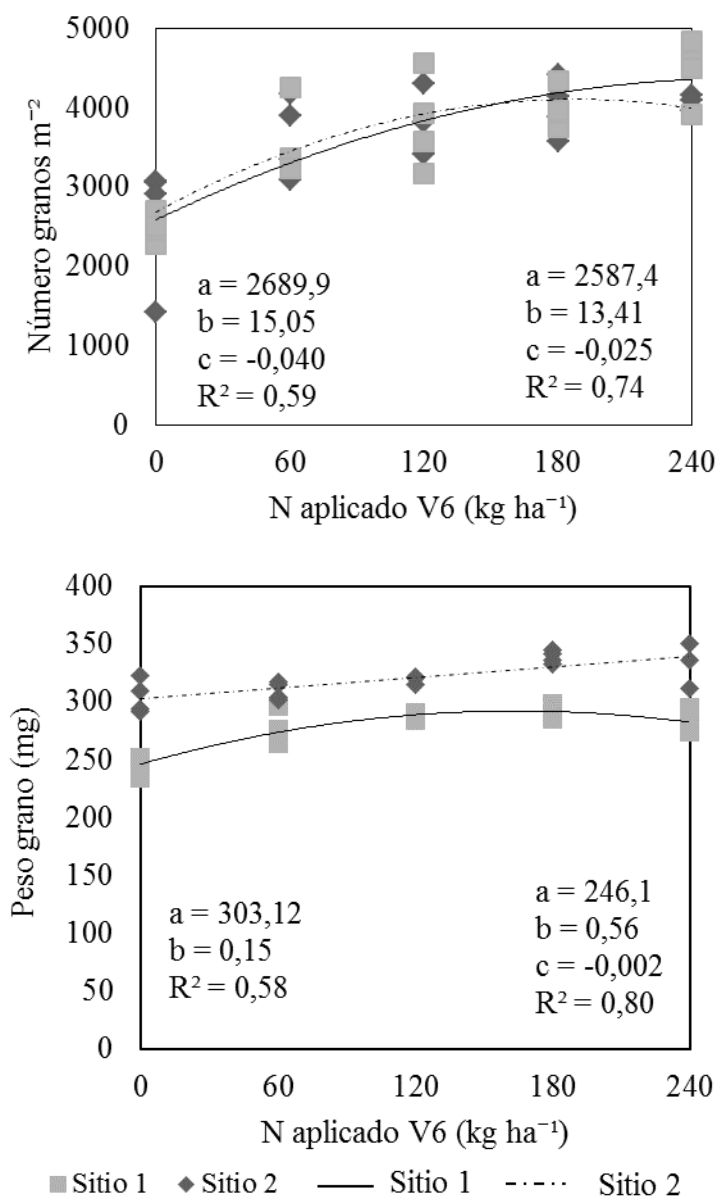 5000
4000
3000
2000
1000
0
Número granos m⁻²
a = 2689,9
b = 15,05
c = -0,040
R² = 0,59
a = 2587,4
b = 13,41
c = -0,025
R² = 0,74
0 60 120 180 240
N aplicado V6 (kg ha⁻¹)
400
350
300
250
200
150
100
50
0
Peso grano (mg)
a = 303,12
b = 0,15
R² = 0,58
a = 246,1
b = 0,56
c = -0,002
R² = 0,80
0 60 120 180 240
N aplicado V6 (kg ha⁻¹)
Sitio 1 Sitio 2 Sitio 1 Sitio 2